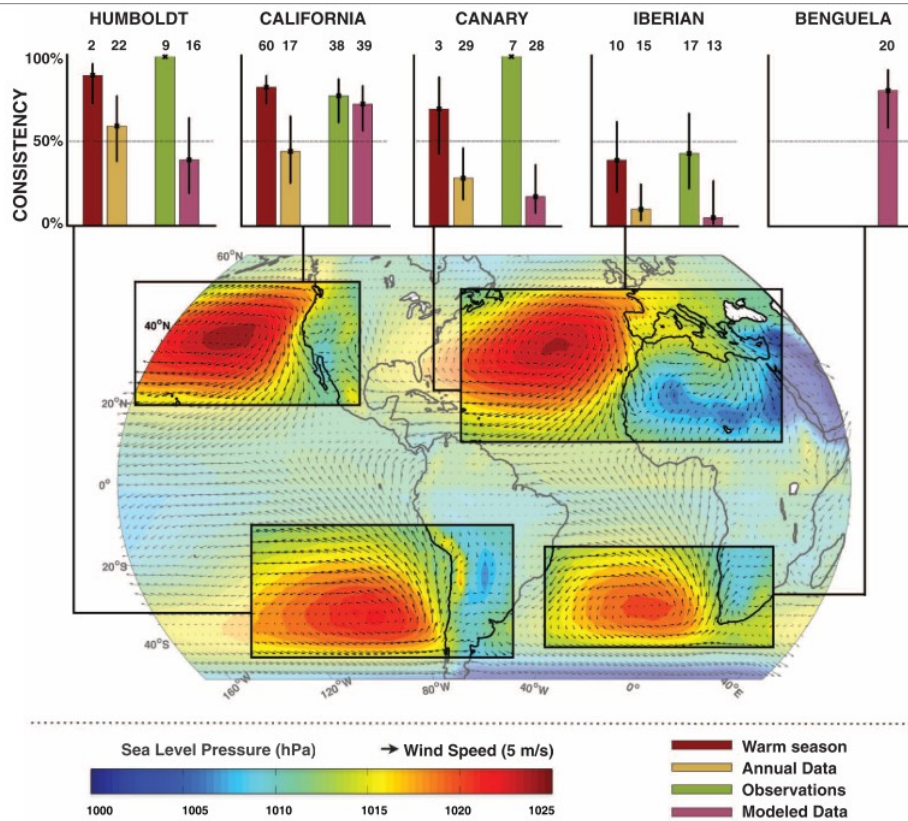 HUMBOLDT CALIFORNIA CANARY IBERIAN BENGUELA
2 22 9 16 60 17 38 39 3 29 7 28 10 15 17 13 20
100%
50%
0%
CONSISTENCY
60°N
40°N
20°N
0°
20°S
40°S
160°W 120°W 80°W 40°W 0° 40°E
Sea Level Pressure (hPa) Wind Speed (5 m/s)
1000 1005 1010 1015 1020 1025
Warm season
Annual Data
Observations
Modeled Data